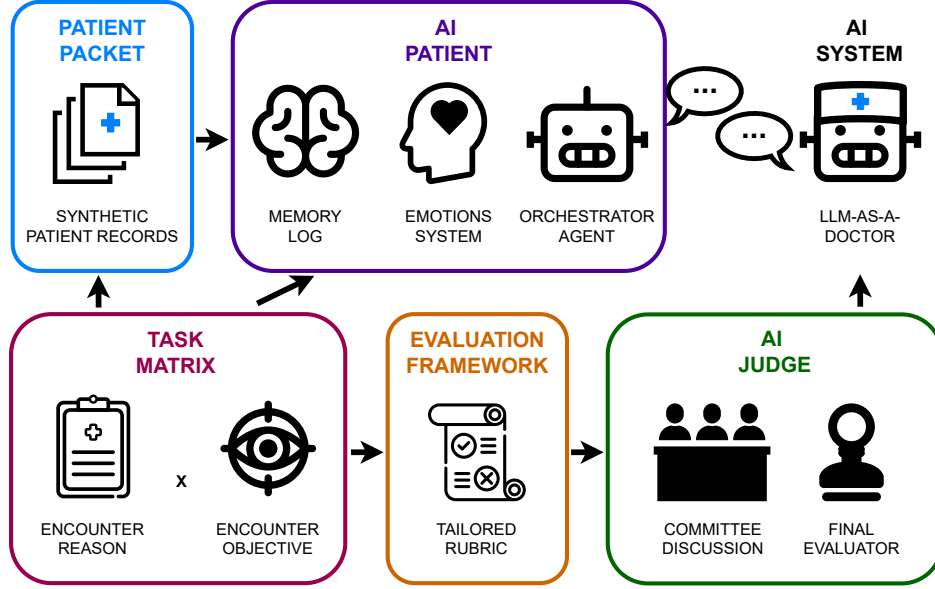 PATIENT
PACKET
SYNTHETIC
PATIENT RECORDS
AI
PATIENT
MEMORY
LOG
EMOTIONS
SYSTEM
ORCHESTRATOR
AGENT
...
...
AI
SYSTEM
LLM-AS-A-
DOCTOR
TASK
MATRIX
ENCOUNTER
REASON
x
ENCOUNTER
OBJECTIVE
EVALUATION
FRAMEWORK
TAILORED
RUBRIC
AI
JUDGE
COMMITTEE
DISCUSSION
FINAL
EVALUATOR